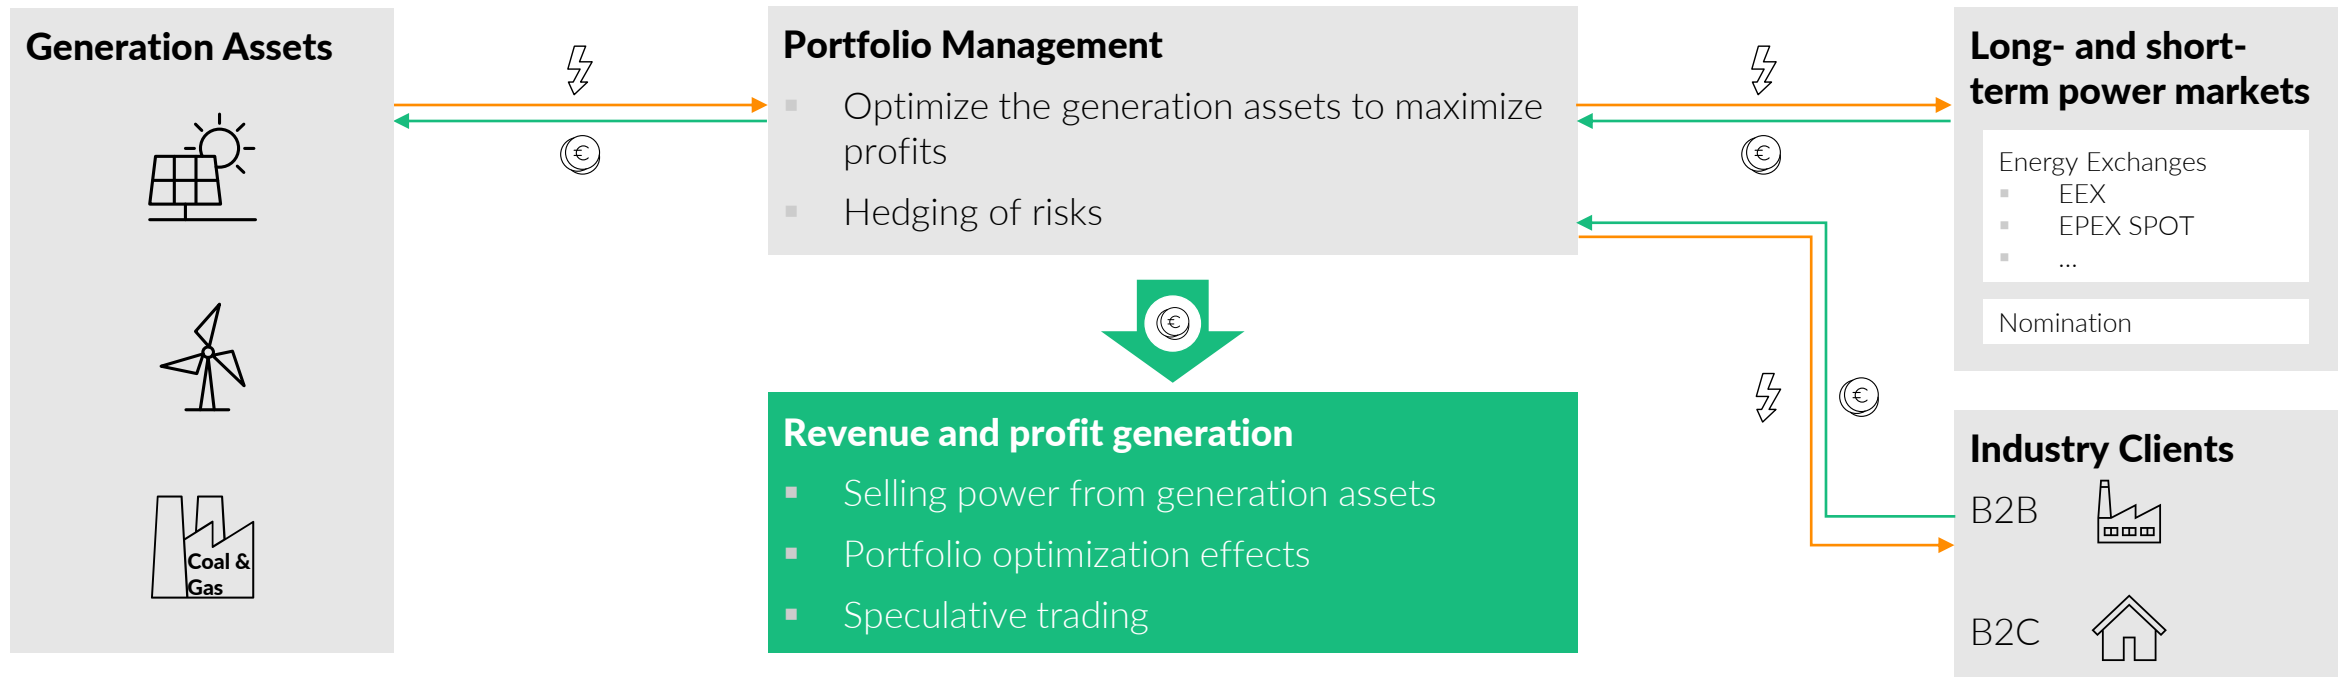 Generation Assets
Coal &
Gas
Portfolio Management
Optimize the generation assets to maximize
profits
Hedging of risks
€
€
€
Revenue and profit generation
Selling power from generation assets
Portfolio optimization effects
Speculative trading
€
Long- and short-
term power markets
Energy Exchanges
EEX
EPEX SPOT
...
Nomination
Industry Clients
B2B
B2C